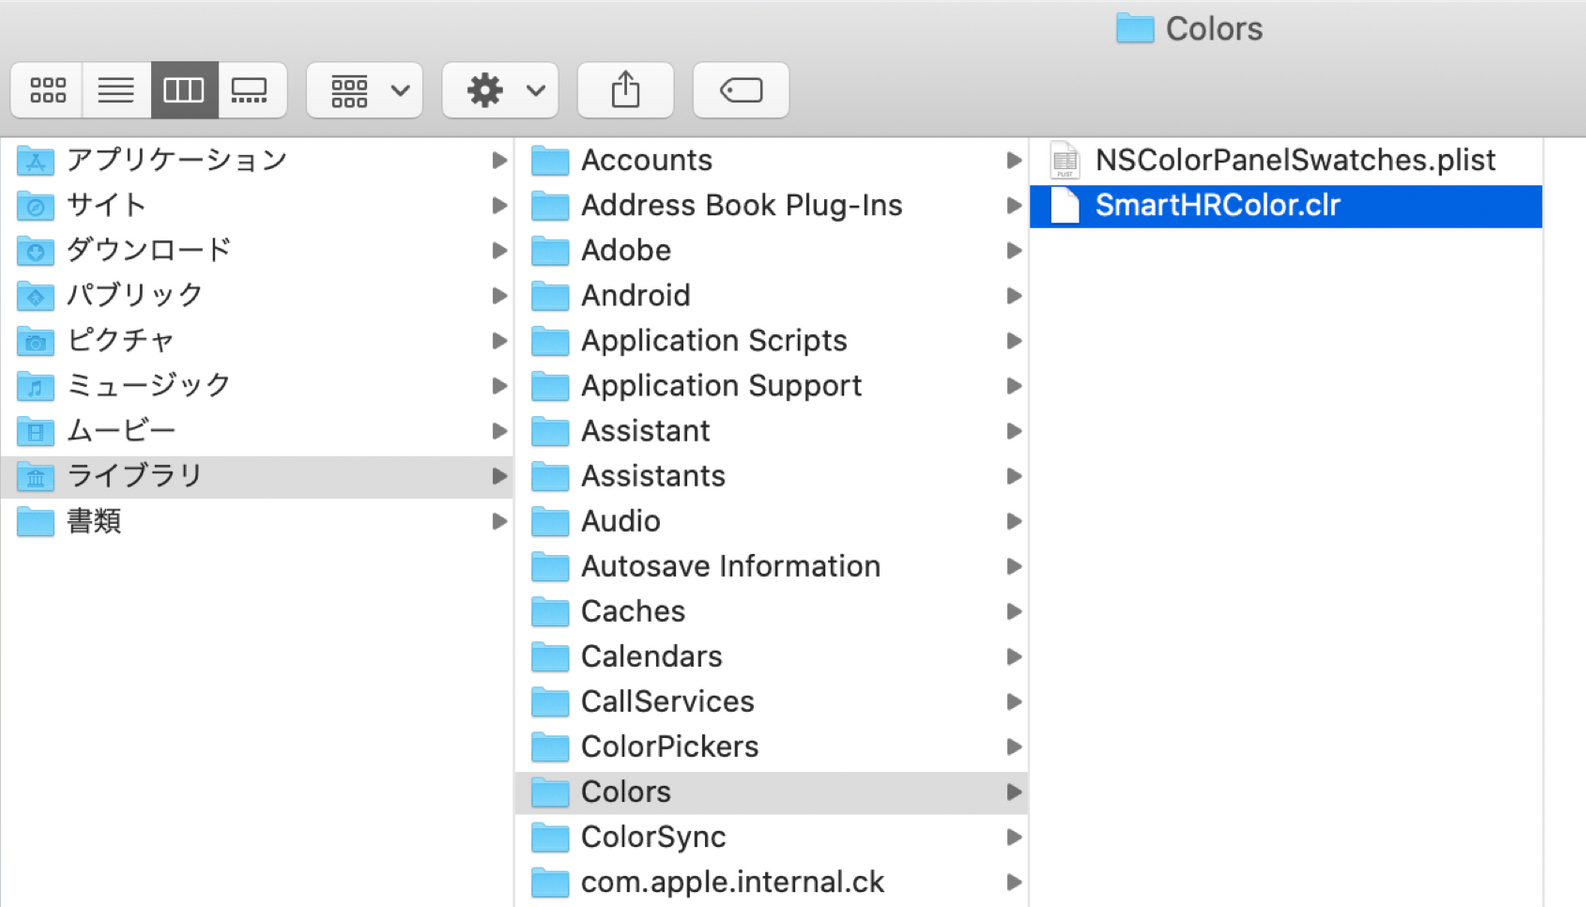 Colors
アプリケーション
サイト
ダウンロード
パブリック
ピクチャ
ミュージック
ムービー
ライブラリ
書類
Accounts
Address Book Plug-Ins
Adobe
Android
Application Scripts
Application Support
Assistant
Assistants
Audio
Autosave Information
Caches
Calendars
CallServices
ColorPickers
Colors
ColorSync
com.apple.internal.ck
NSColorPanelSwatches.plist
PLIST
SmartHRColor.clr